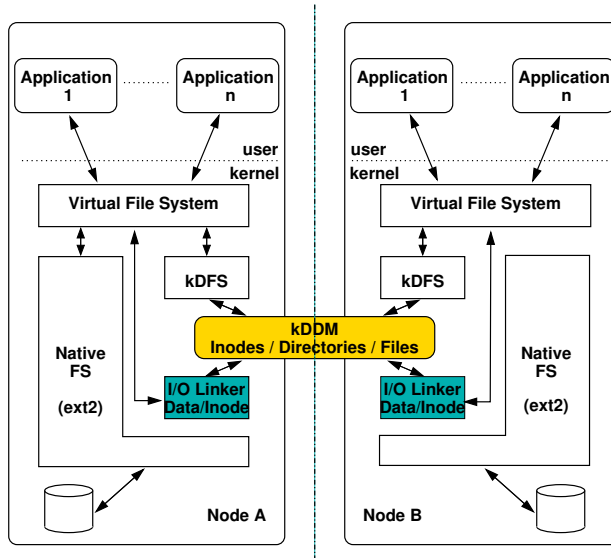 Application
1
Application
n
Application
1
Application
n
user
kernel
user
kernel
Virtual File System
Virtual File System
kDFS
kDFS
kDDM
Inodes / Directories / Files
Native
FS
(ext2)
I/O Linker
Data/Inode
I/O Linker
Data/Inode
Native
FS
(ext2)
Node A
Node B